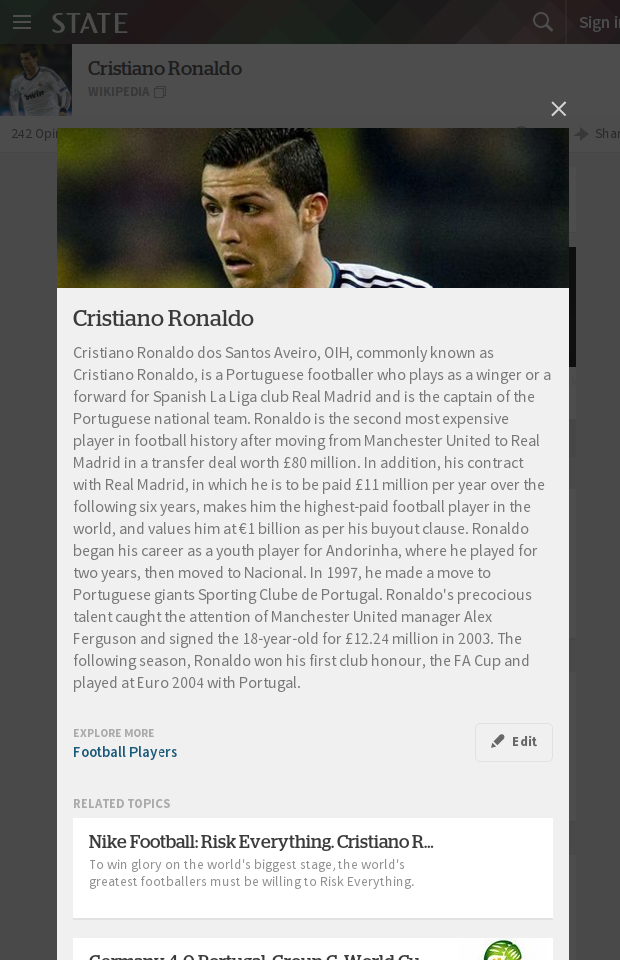 STATE
Sign i
Cristiano Ronaldo
WIKIPEDIA
242 Opi
Shar
Cristiano Ronaldo
Cristiano Ronaldo dos Santos Aveiro, OIH, commonly known as
Cristiano Ronaldo, is a Portuguese footballer who plays as a winger or a
forward for Spanish La Liga club Real Madrid and is the captain of the
Portuguese national team. Ronaldo is the second most expensive
player in football history after moving from Manchester United to Real
Madrid in a transfer deal worth £80 million. In addition, his contract
with Real Madrid, in which he is to be paid £11 million per year over the
following six years, makes him the highest-paid football player in the
world, and values him at €1 billion as per his buyout clause. Ronaldo
began his career as a youth player for Andorinha, where he played for
two years, then moved to Nacional. In 1997, he made a move to
Portuguese giants Sporting Clube de Portugal. Ronaldo's precocious
talent caught the attention of Manchester United manager Alex
Ferguson and signed the 18-year-old for £12.24 million in 2003. The
following season, Ronaldo won his first club honour, the FA Cup and
played at Euro 2004 with Portugal.
EXPLORE MORE
Football Players
Edit
RELATED TOPICS
Nike Football: Risk Everything. Cristiano R...
To win glory on the world's biggest stage, the world's
greatest footballers must be willing to Risk Everything.
Germany 4-0 Portugal, Group G, World Cu...